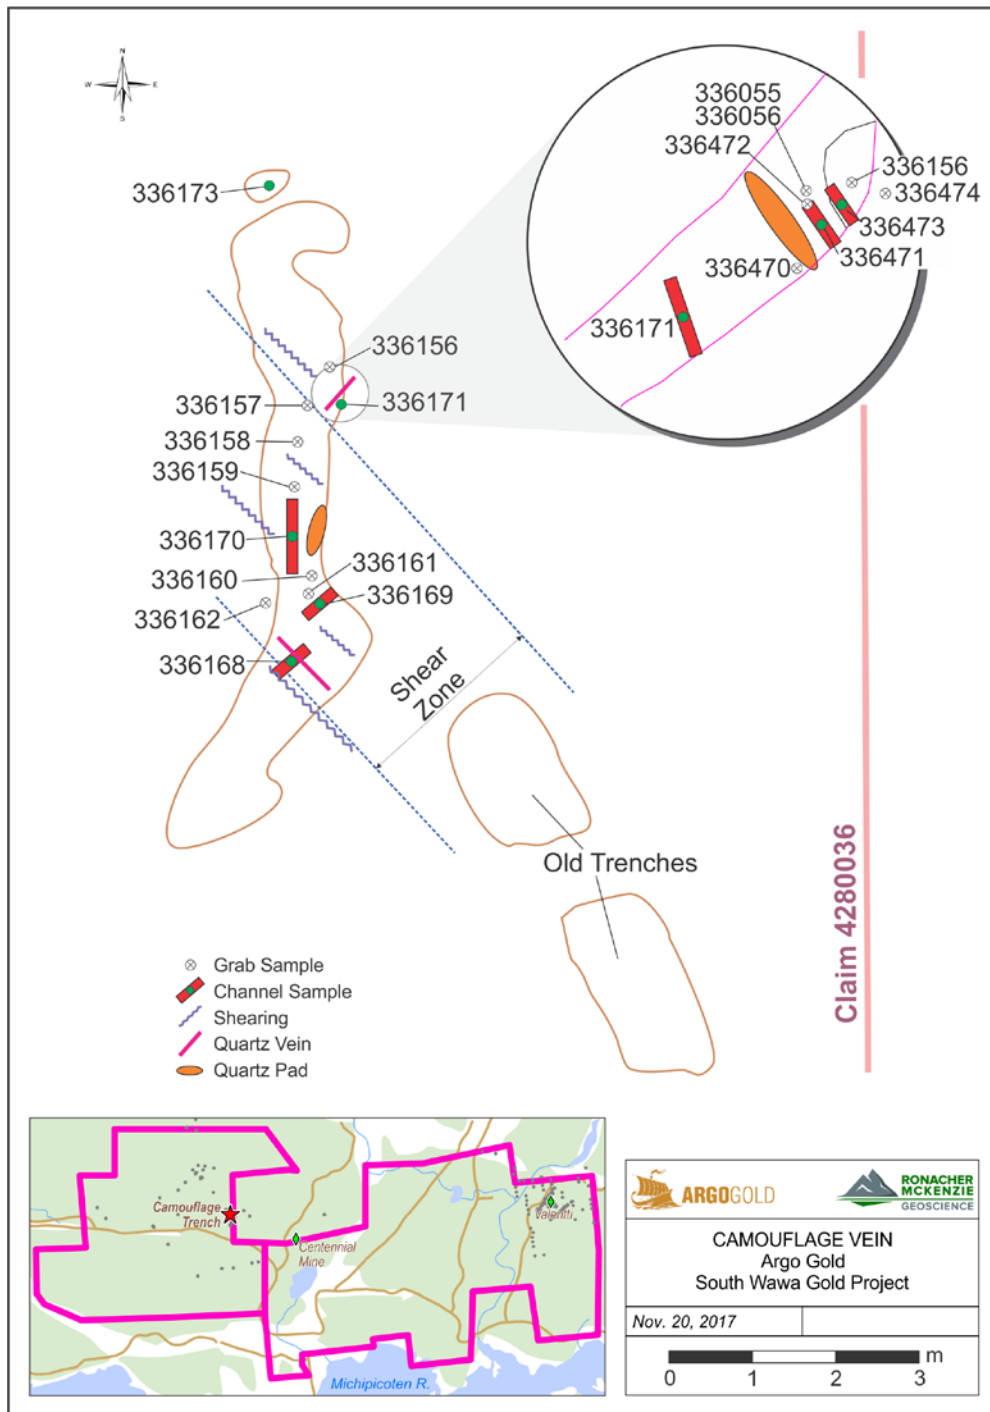 N
W
E
S
336173
336055
336056
336472
336156
336474
336473
336471
336470
336171
336156
336171
336157
336158
336159
336170
336160
336161
336169
336162
336168
Shear
Zone
Old Trenches
Claim 4280036
Grab Sample
Channel Sample
Shearing
Quartz Vein
Quartz Pad
Camouflage
Trench
Centennial
Mine
Valentti
Michipicoten R.
ARGOGOLD
RONACHER
MCKENZIE
GEOSCIENCE
CAMOUFLAGE VEIN
Argo Gold
South Wawa Gold Project
Nov. 20, 2017
m
0 1 2 3